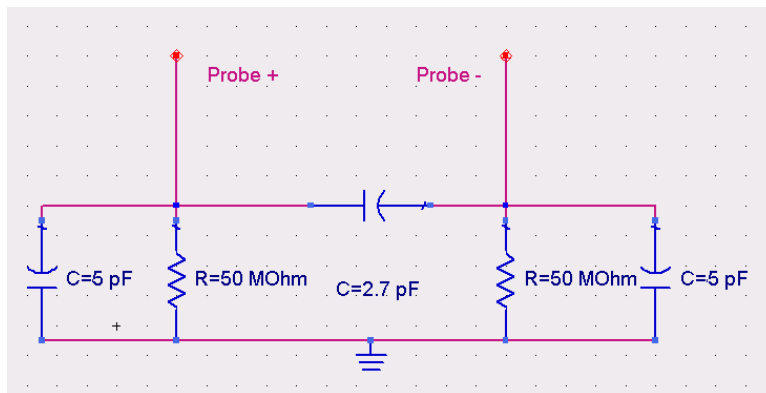 Probe +
Probe -
C=5 pF
R=50 MOhm
C=2.7 pF
R=50 MOhm
C=5 pF